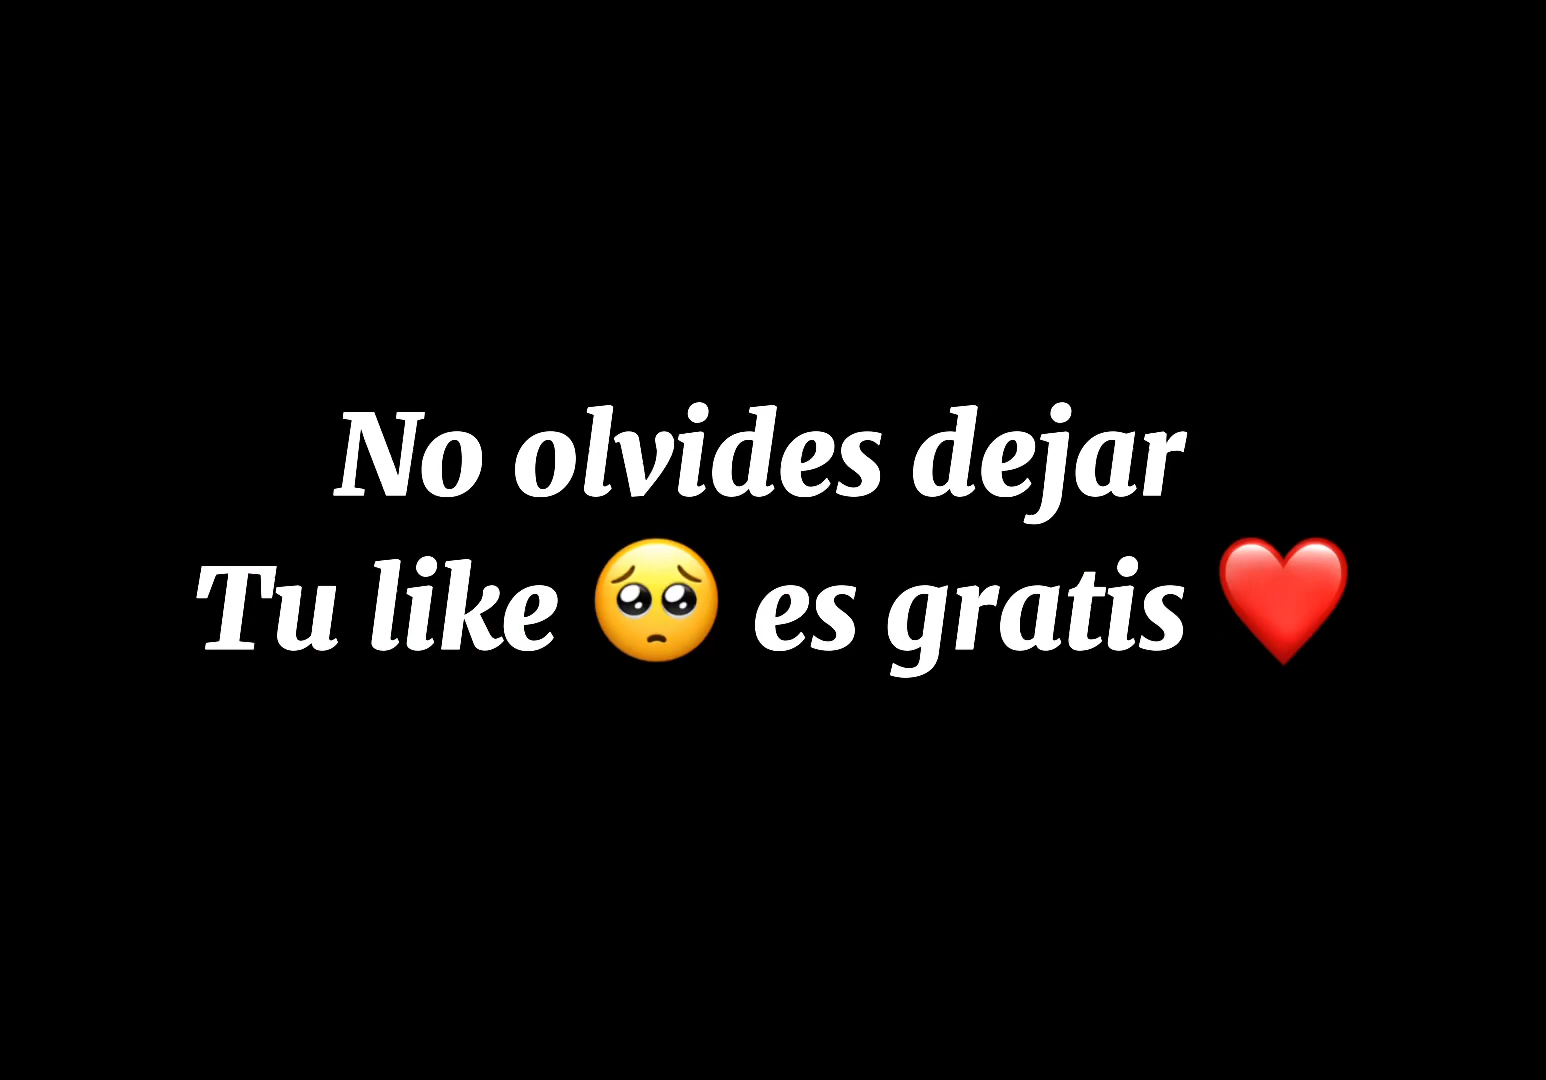 No olvides dejar
Tu like 🥺 es gratis ❤️